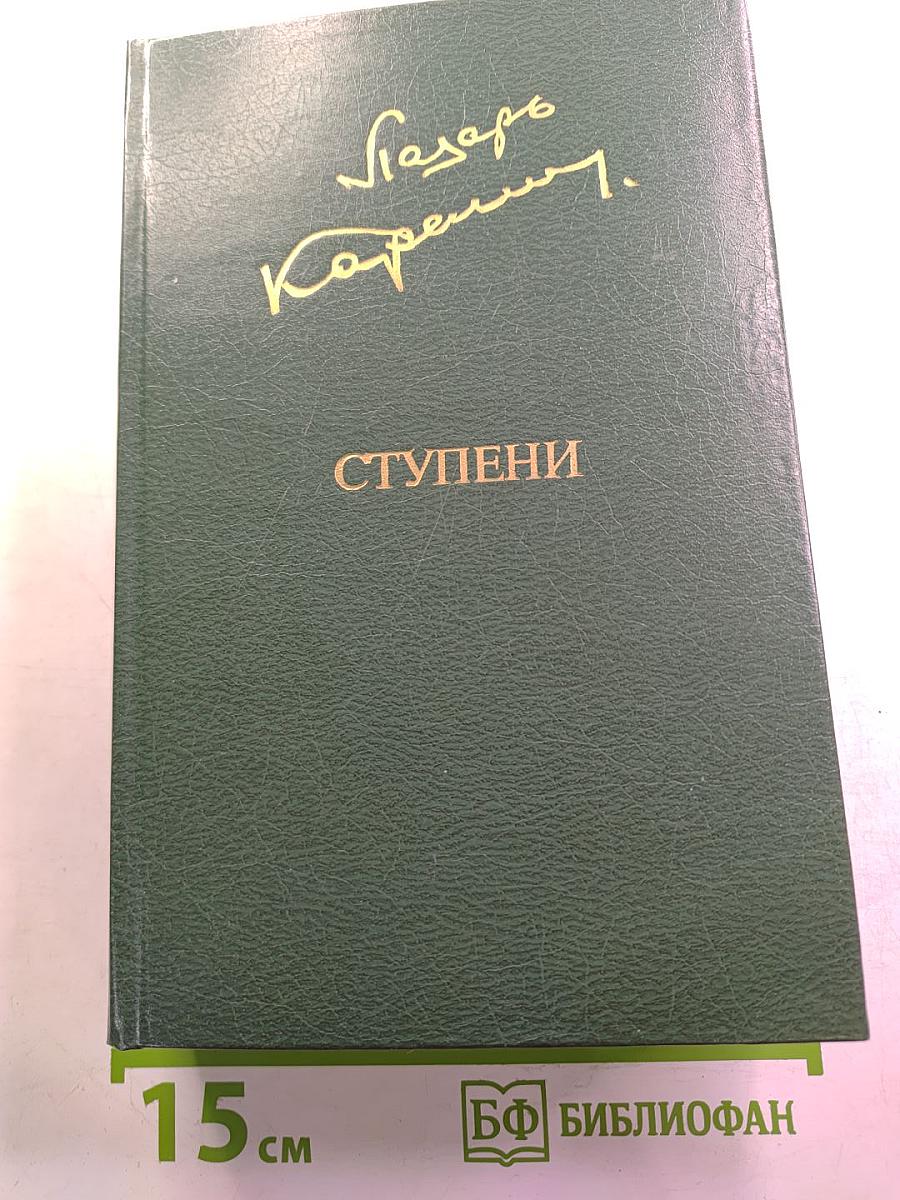 Лазарь
Карелин.
СТУПЕНИ
15 см
БФ БИБЛИОФАН